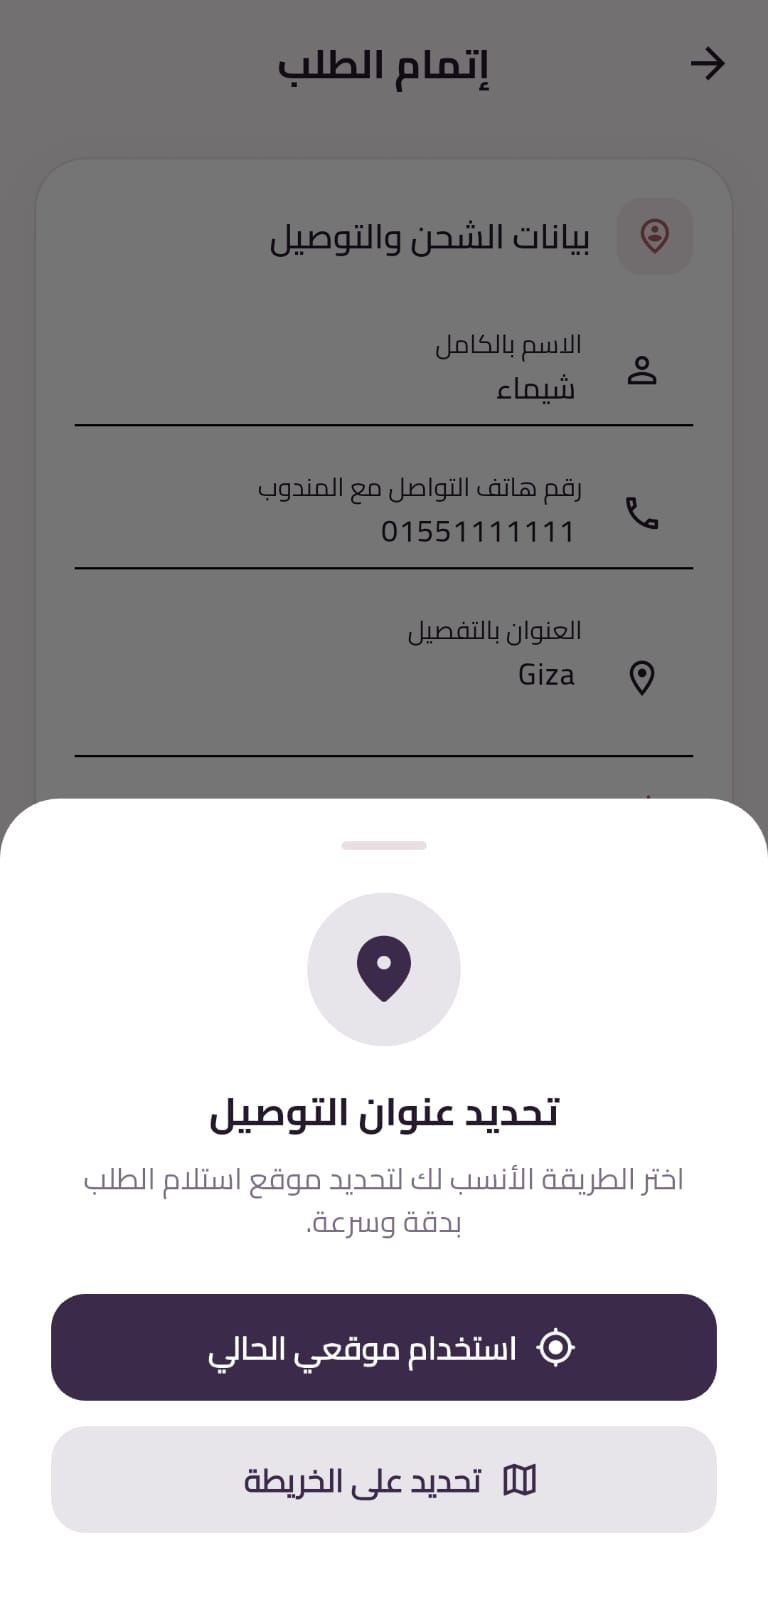 إتمام الطلب
بيانات الشحن والتوصيل
الاسم بالكامل
شيماء
رقم هاتف التواصل مع المندوب
01551111111
العنوان بالتفصيل
Giza
تحديد عنوان التوصيل
اختر الطريقة الأنسب لك لتحديد موقع استلام الطلب
بدقة وسرعة.
استخدام موقعي الحالي
تحديد على الخريطة